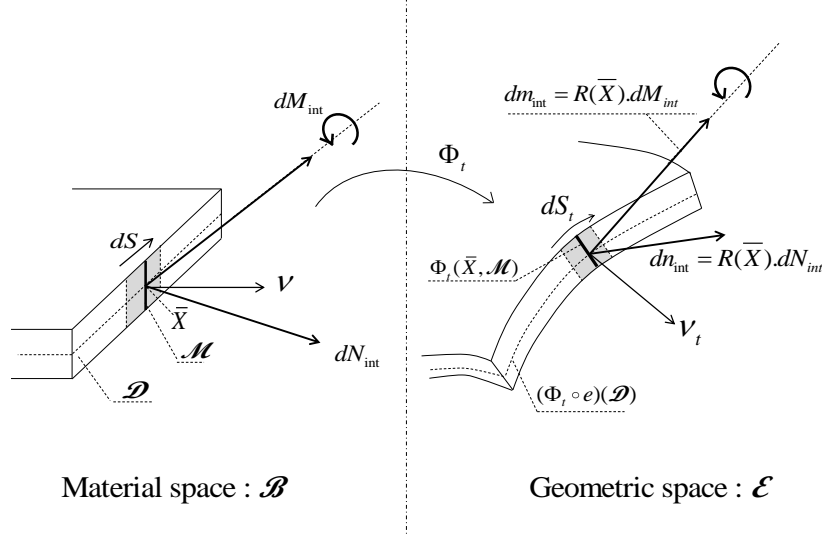 dM_int
dS
ν
X̄
ℳ
dN_int
𝒟
Material space : ℬ
Φ_t
dm_int = R(X̄).dM_int
dS_t
Φ_t(X̄, ℳ)
dn_int = R(X̄).dN_int
ν_t
(Φ_t ∘ e)(𝒟)
Geometric space : ℰ